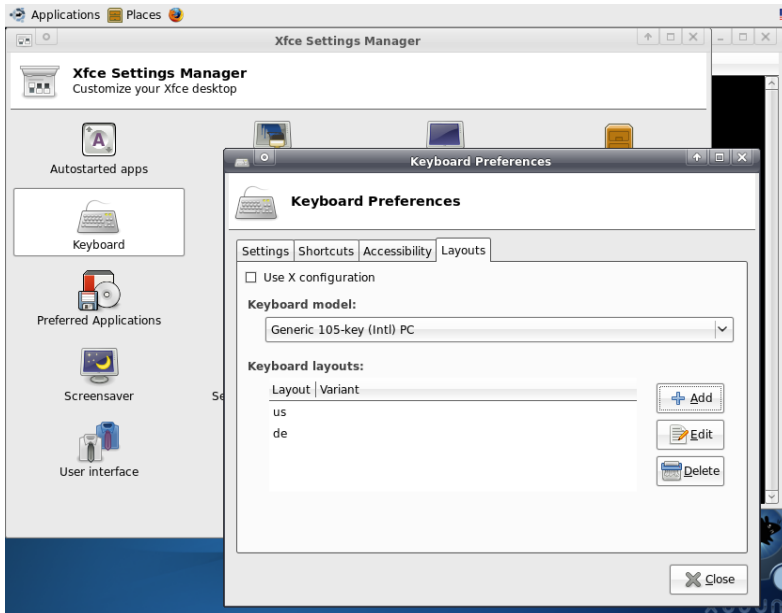 Applications Places
Xfce Settings Manager
Xfce Settings Manager
Customize your Xfce desktop
Autostarted apps
Keyboard
Preferred Applications
Screensaver
Se
User interface
Keyboard Preferences
Keyboard Preferences
Settings Shortcuts Accessibility Layouts
Use X configuration
Keyboard model:
Generic 105-key (Intl) PC
Keyboard layouts:
Layout Variant
us
de
Add
Edit
Delete
Close